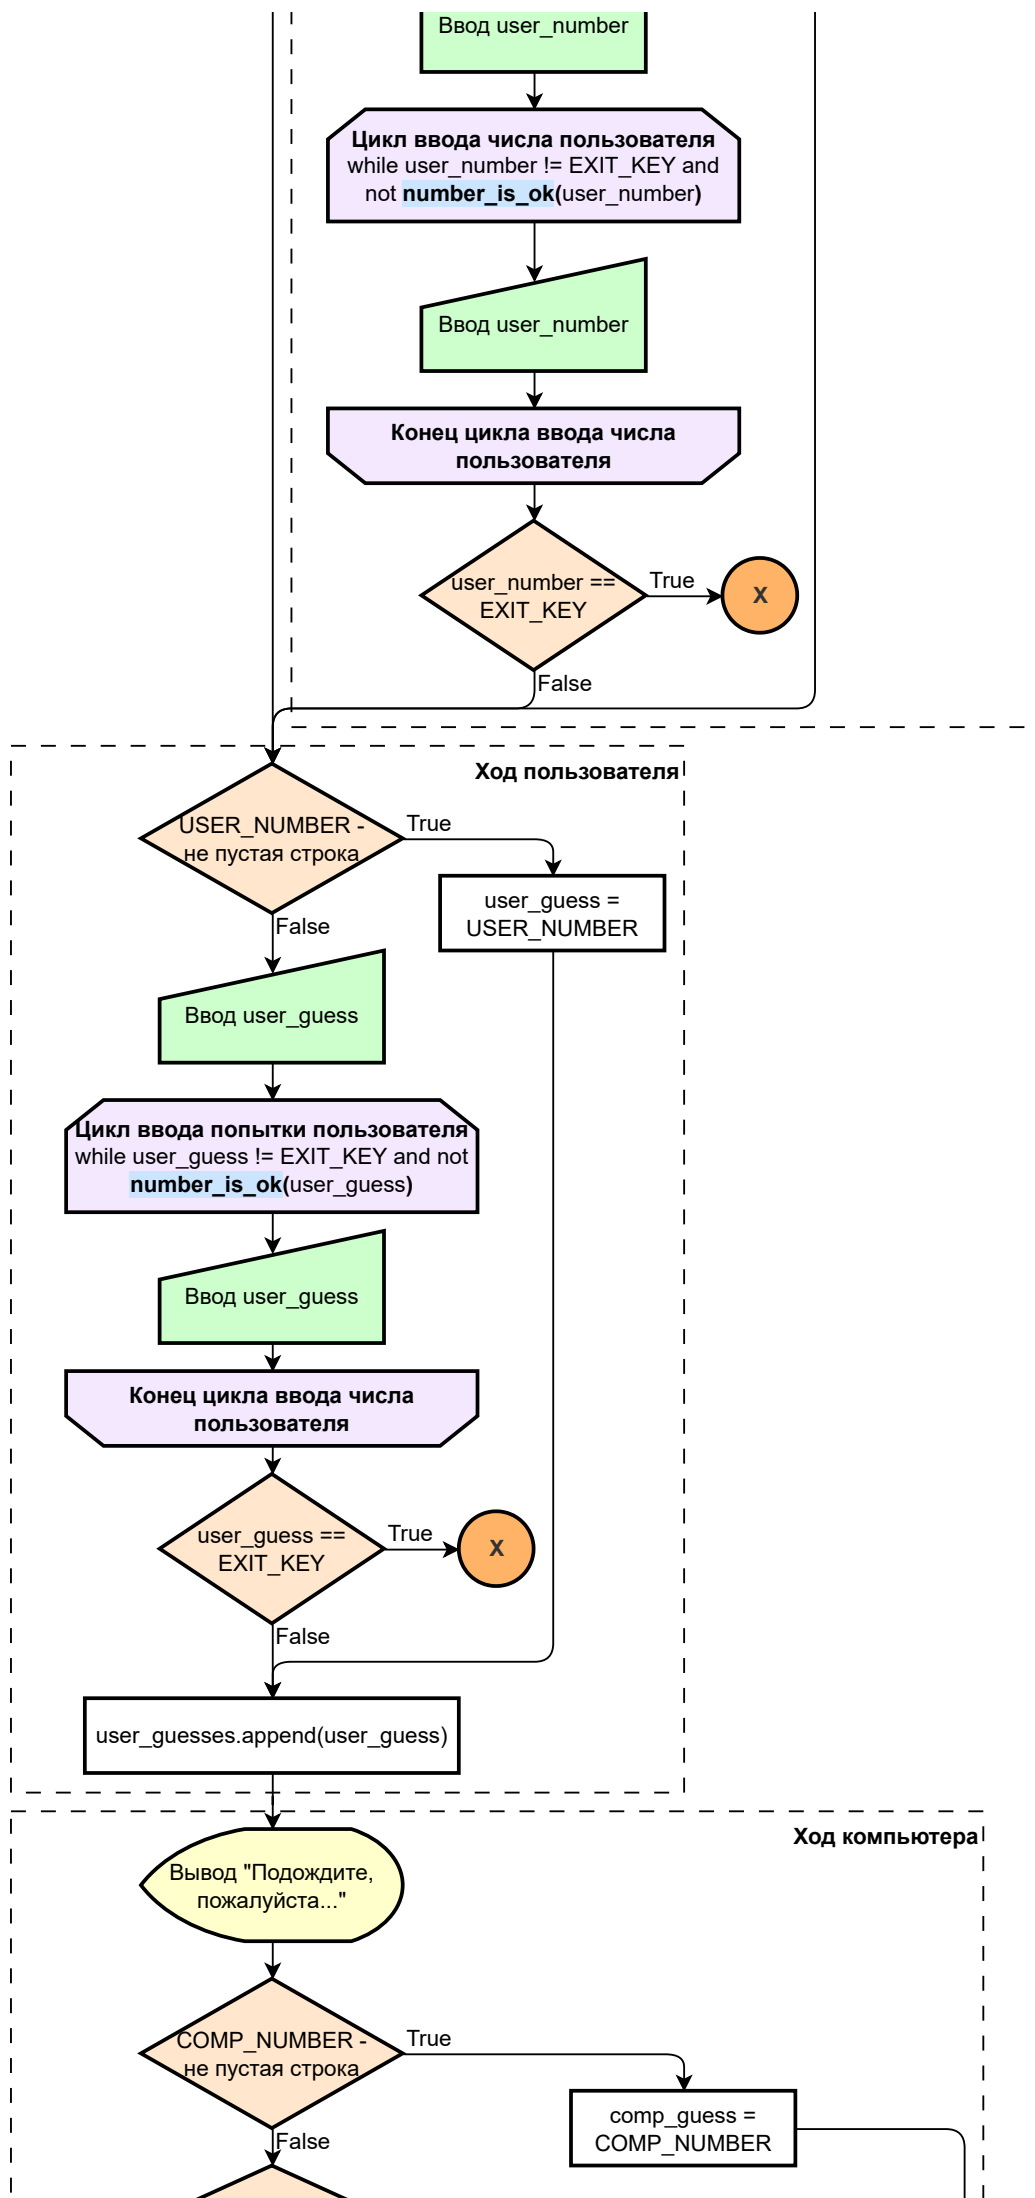 Ввод user_number
Цикл ввода числа пользователя
while user_number != EXIT_KEY and
not number_is_ok(user_number)
Ввод user_number
Конец цикла ввода числа
пользователя
user_number ==
EXIT_KEY
True
X
False
Ход пользователя
USER_NUMBER -
не пустая строка
True
user_guess =
USER_NUMBER
False
Ввод user_guess
Цикл ввода попытки пользователя
while user_guess != EXIT_KEY and not
number_is_ok(user_guess)
Ввод user_guess
Конец цикла ввода числа
пользователя
user_guess ==
EXIT_KEY
True
X
False
user_guesses.append(user_guess)
Ход компьютера
Вывод "Подождите,
пожалуйста..."
COMP_NUMBER -
не пустая строка
True
comp_guess =
COMP_NUMBER
False